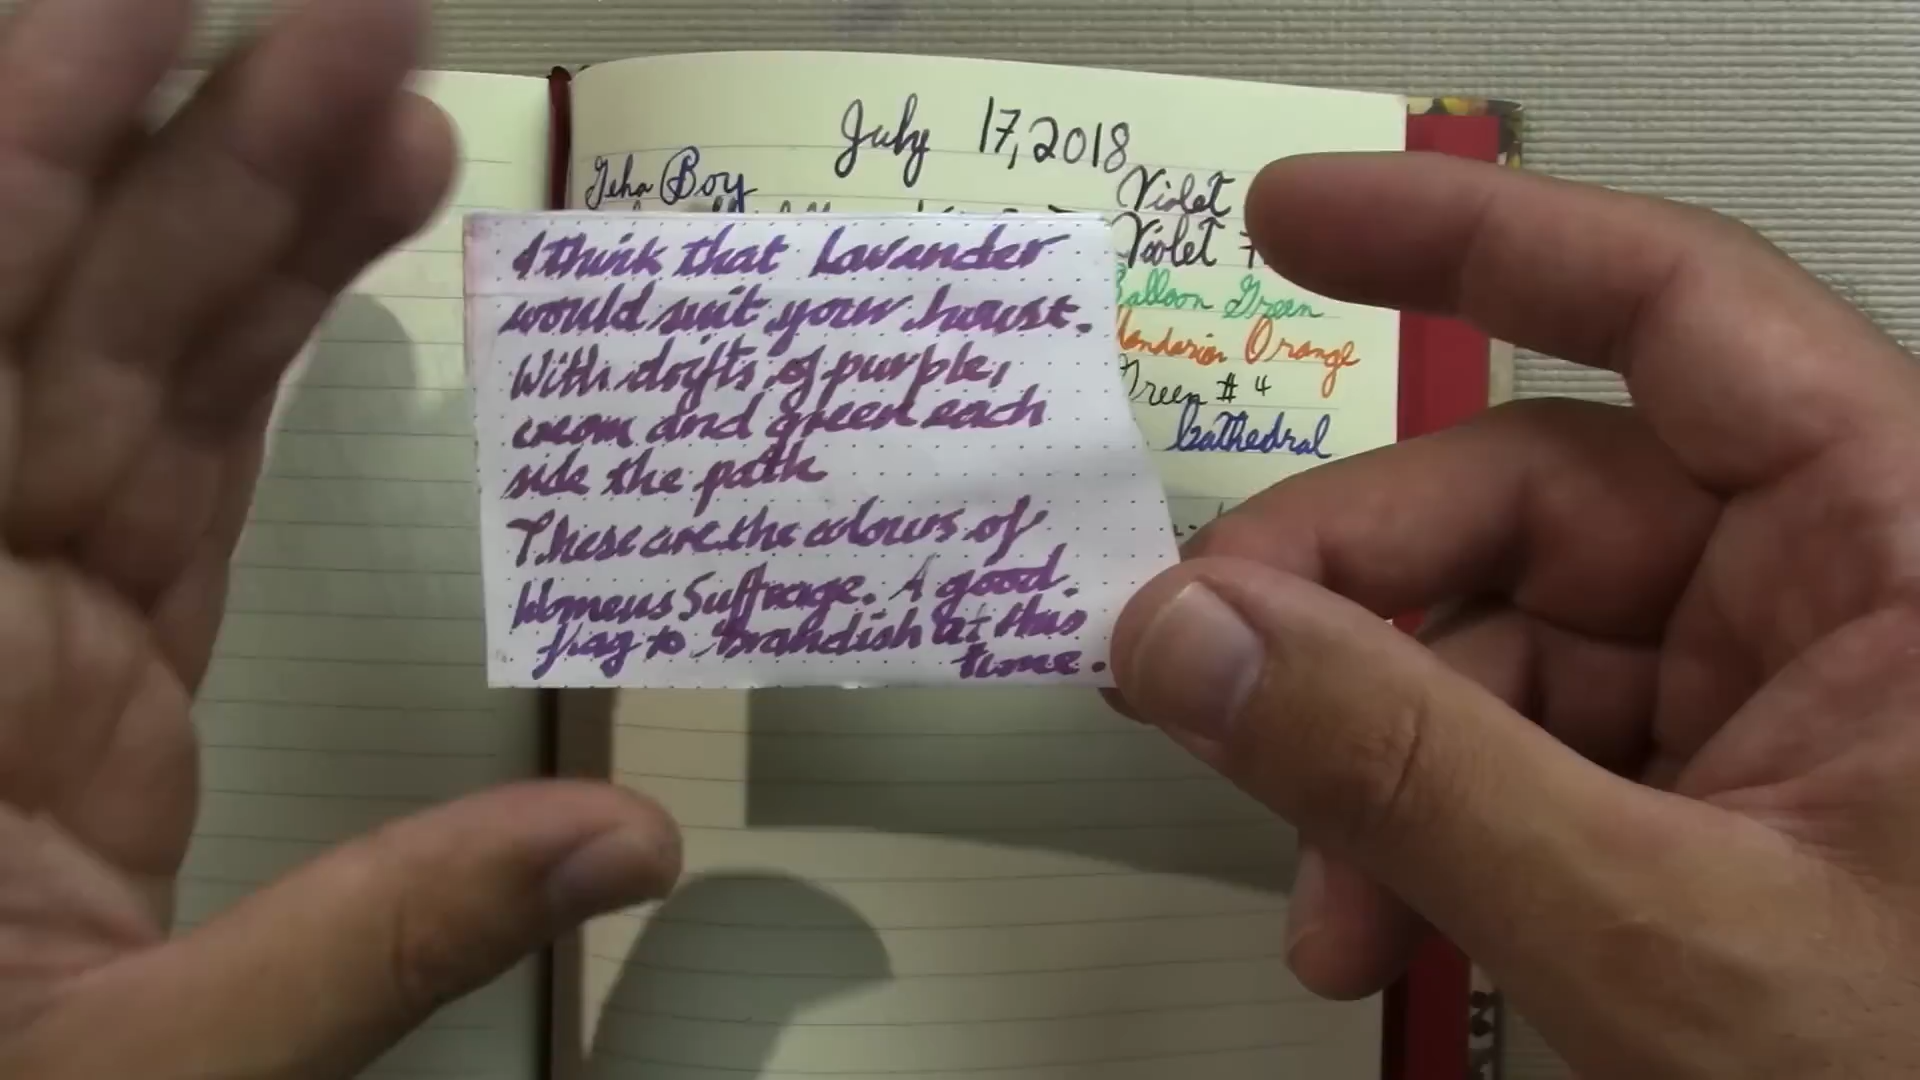 July 17, 2018
Geha Boy
Violet
Violet
Balloon Green
Mandarin Orange
Green #4
Cathedral
I think that Lavander
would suit your house.
With drifts of purple,
cream and green each
side the path
These are the colours of
Womens Suffrage. A good
flag to brandish at this
time.